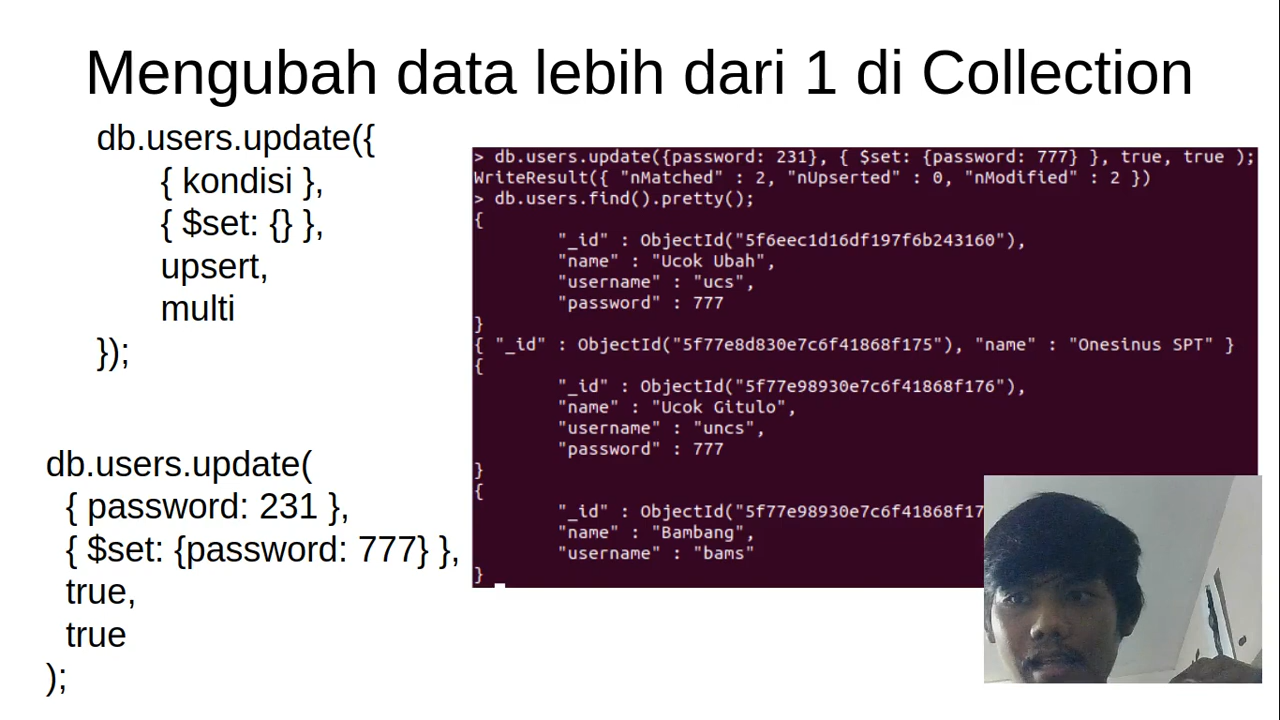 Mengubah data lebih dari 1 di Collection
db.users.update({
{ kondisi },
{ $set: {} },
upsert,
multi
});
db.users.update(
{ password: 231 },
{ $set: {password: 777} },
true,
true
);
> db.users.update({password: 231}, { $set: {password: 777} }, true, true );
WriteResult({ "nMatched" : 2, "nUpserted" : 0, "nModified" : 2 })
> db.users.find().pretty();
{
"_id" : ObjectId("5f6eec1d16df197f6b243160"),
"name" : "Ucok Ubah",
"username" : "ucs",
"password" : 777
}
{ "_id" : ObjectId("5f77e8d830e7c6f41868f175"), "name" : "Onesinus SPT" }
{
"_id" : ObjectId("5f77e98930e7c6f41868f176"),
"name" : "Ucok Gitulo",
"username" : "uncs",
"password" : 777
}
{
"_id" : ObjectId("5f77e98930e7c6f41868f17
"name" : "Bambang",
"username" : "bams"
}